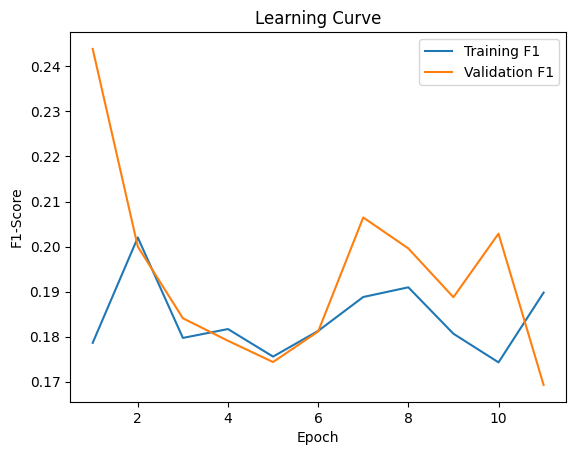 Learning Curve
Training F1
Validation F1
F1-Score
0.24
0.23
0.22
0.21
0.20
0.19
0.18
0.17
2 4 6 8 10
Epoch